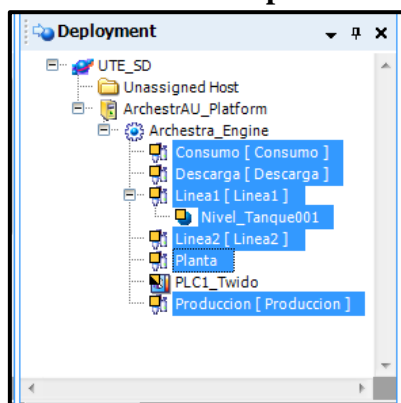 Deployment
UTE_SD
Unassigned Host
ArchestrAU_Platform
Archestra_Engine
Consumo [ Consumo ]
Descarga [ Descarga ]
Linea1 [ Linea1 ]
Nivel_Tanque001
Linea2 [ Linea2 ]
Planta
PLC1_Twido
Produccion [ Produccion ]